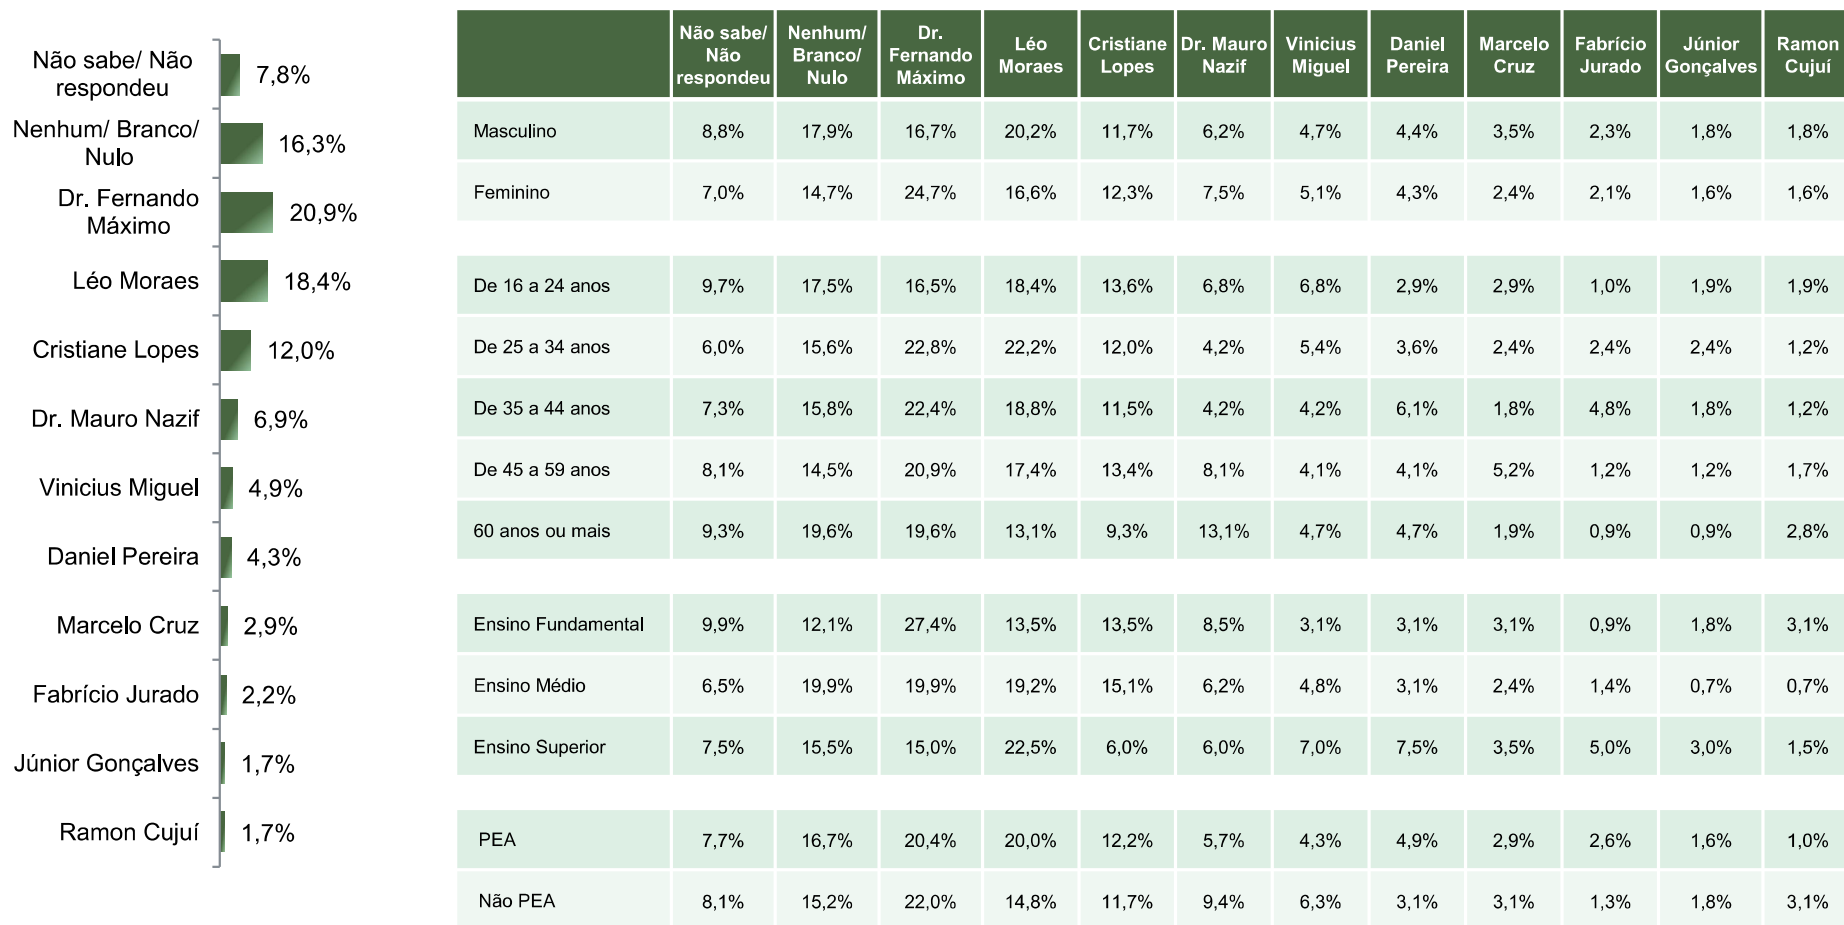 Não sabe/ Não
respondeu
7,8%
Nenhum/ Branco/
Nulo
16,3%
Dr. Fernando
Máximo
20,9%
Léo Moraes
18,4%
Cristiane Lopes
12,0%
Dr. Mauro Nazif
6,9%
Vinicius Miguel
4,9%
Daniel Pereira
4,3%
Marcelo Cruz
2,9%
Fabrício Jurado
2,2%
Júnior Gonçalves
1,7%
Ramon Cujuí
1,7%
Não sabe/ Não respondeu Nenhum/ Branco/ Nulo Dr. Fernando Máximo Léo Moraes Cristiane Lopes Dr. Mauro Nazif Vinicius Miguel Daniel Pereira Marcelo Cruz Fabrício Jurado Júnior Gonçalves Ramon Cujuí
Masculino 8,8% 17,9% 16,7% 20,2% 11,7% 6,2% 4,7% 4,4% 3,5% 2,3% 1,8% 1,8%
Feminino 7,0% 14,7% 24,7% 16,6% 12,3% 7,5% 5,1% 4,3% 2,4% 2,1% 1,6% 1,6%
De 16 a 24 anos 9,7% 17,5% 16,5% 18,4% 13,6% 6,8% 6,8% 2,9% 2,9% 1,0% 1,9% 1,9%
De 25 a 34 anos 6,0% 15,6% 22,8% 22,2% 12,0% 4,2% 5,4% 3,6% 2,4% 2,4% 2,4% 1,2%
De 35 a 44 anos 7,3% 15,8% 22,4% 18,8% 11,5% 4,2% 4,2% 6,1% 1,8% 4,8% 1,8% 1,2%
De 45 a 59 anos 8,1% 14,5% 20,9% 17,4% 13,4% 8,1% 4,1% 4,1% 5,2% 1,2% 1,2% 1,7%
60 anos ou mais 9,3% 19,6% 19,6% 13,1% 9,3% 13,1% 4,7% 4,7% 1,9% 0,9% 0,9% 2,8%
Ensino Fundamental 9,9% 12,1% 27,4% 13,5% 13,5% 8,5% 3,1% 3,1% 3,1% 0,9% 1,8% 3,1%
Ensino Médio 6,5% 19,9% 19,9% 19,2% 15,1% 6,2% 4,8% 3,1% 2,4% 1,4% 0,7% 0,7%
Ensino Superior 7,5% 15,5% 15,0% 22,5% 6,0% 6,0% 7,0% 7,5% 3,5% 5,0% 3,0% 1,5%
PEA 7,7% 16,7% 20,4% 20,0% 12,2% 5,7% 4,3% 4,9% 2,9% 2,6% 1,6% 1,0%
Não PEA 8,1% 15,2% 22,0% 14,8% 11,7% 9,4% 6,3% 3,1% 3,1% 1,3% 1,8% 3,1%